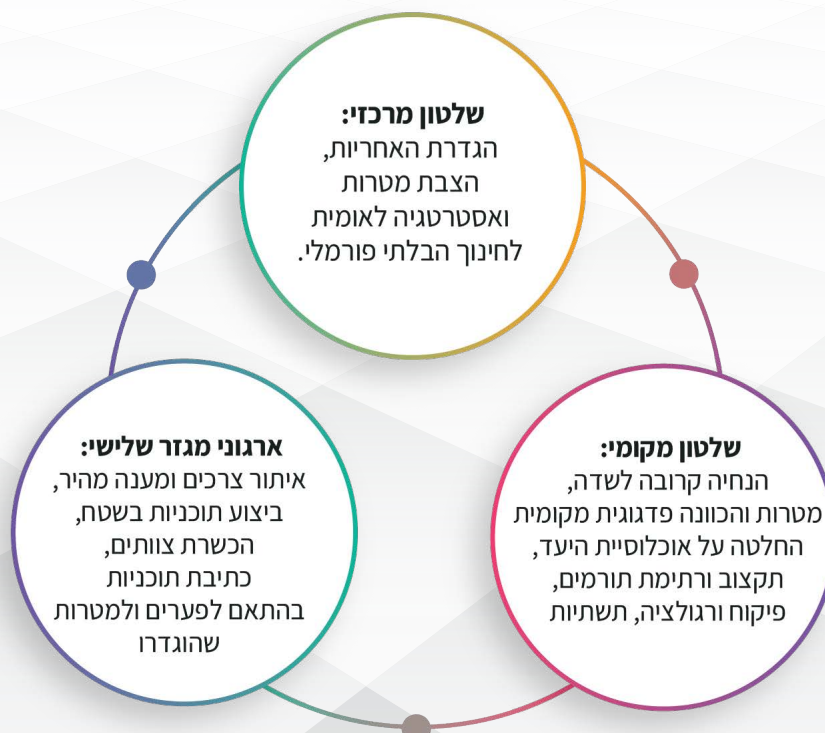 שלטון מרכזי:
הגדרת האחריות,
הצבת מטרות
ואסטרטגיה לאומית
לחינוך הבלתי פורמלי.
שלטון מקומי:
הנחיה קרובה לשדה,
מטרות והכוונה פדגוגית מקומית
החלטה על אוכלוסיית היעד,
תקצוב ורתימת תורמים,
פיקוח ורגולציה, תשתיות
ארגוני מגזר שלישי:
איתור צרכים ומענה מהיר,
ביצוע תוכניות בשטח,
הכשרת צוותים,
כתיבת תוכניות
בהתאם לפערים ולמטרות
שהוגדרו